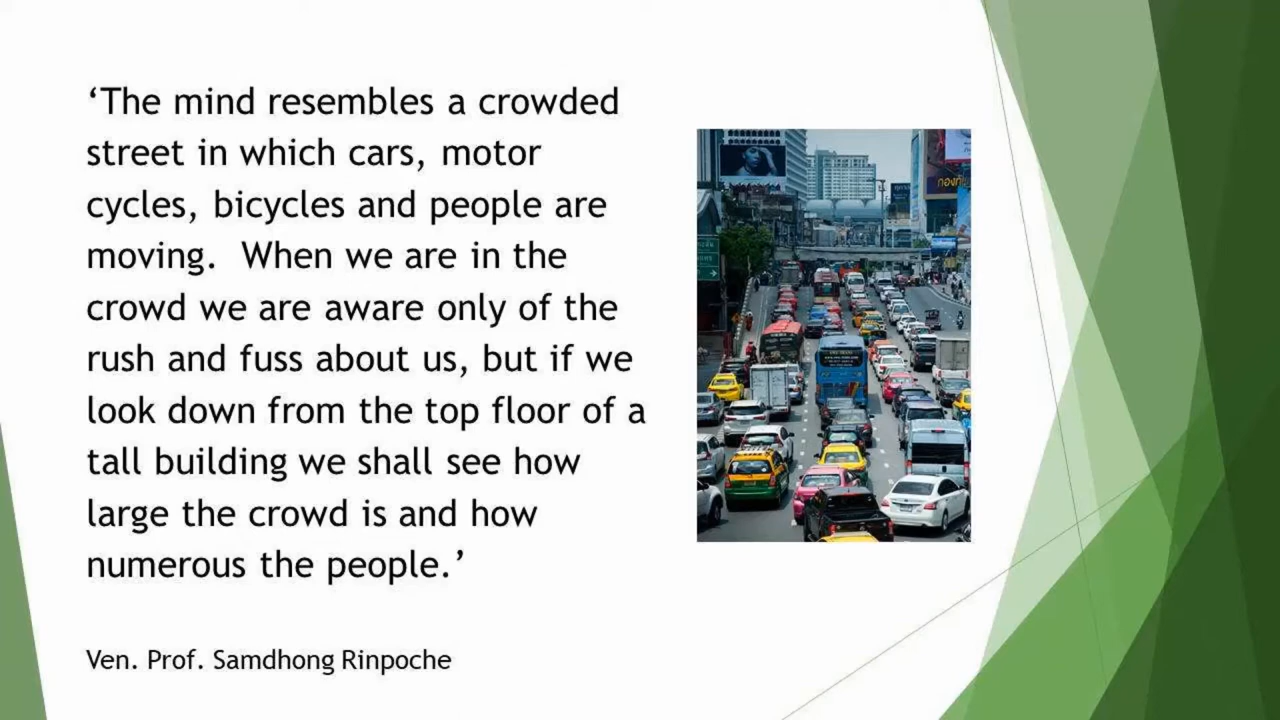 ‘The mind resembles a crowded
street in which cars, motor
cycles, bicycles and people are
moving.  When we are in the
crowd we are aware only of the
rush and fuss about us, but if we
look down from the top floor of a
tall building we shall see how
large the crowd is and how
numerous the people.’
Ven. Prof. Samdhong Rinpoche